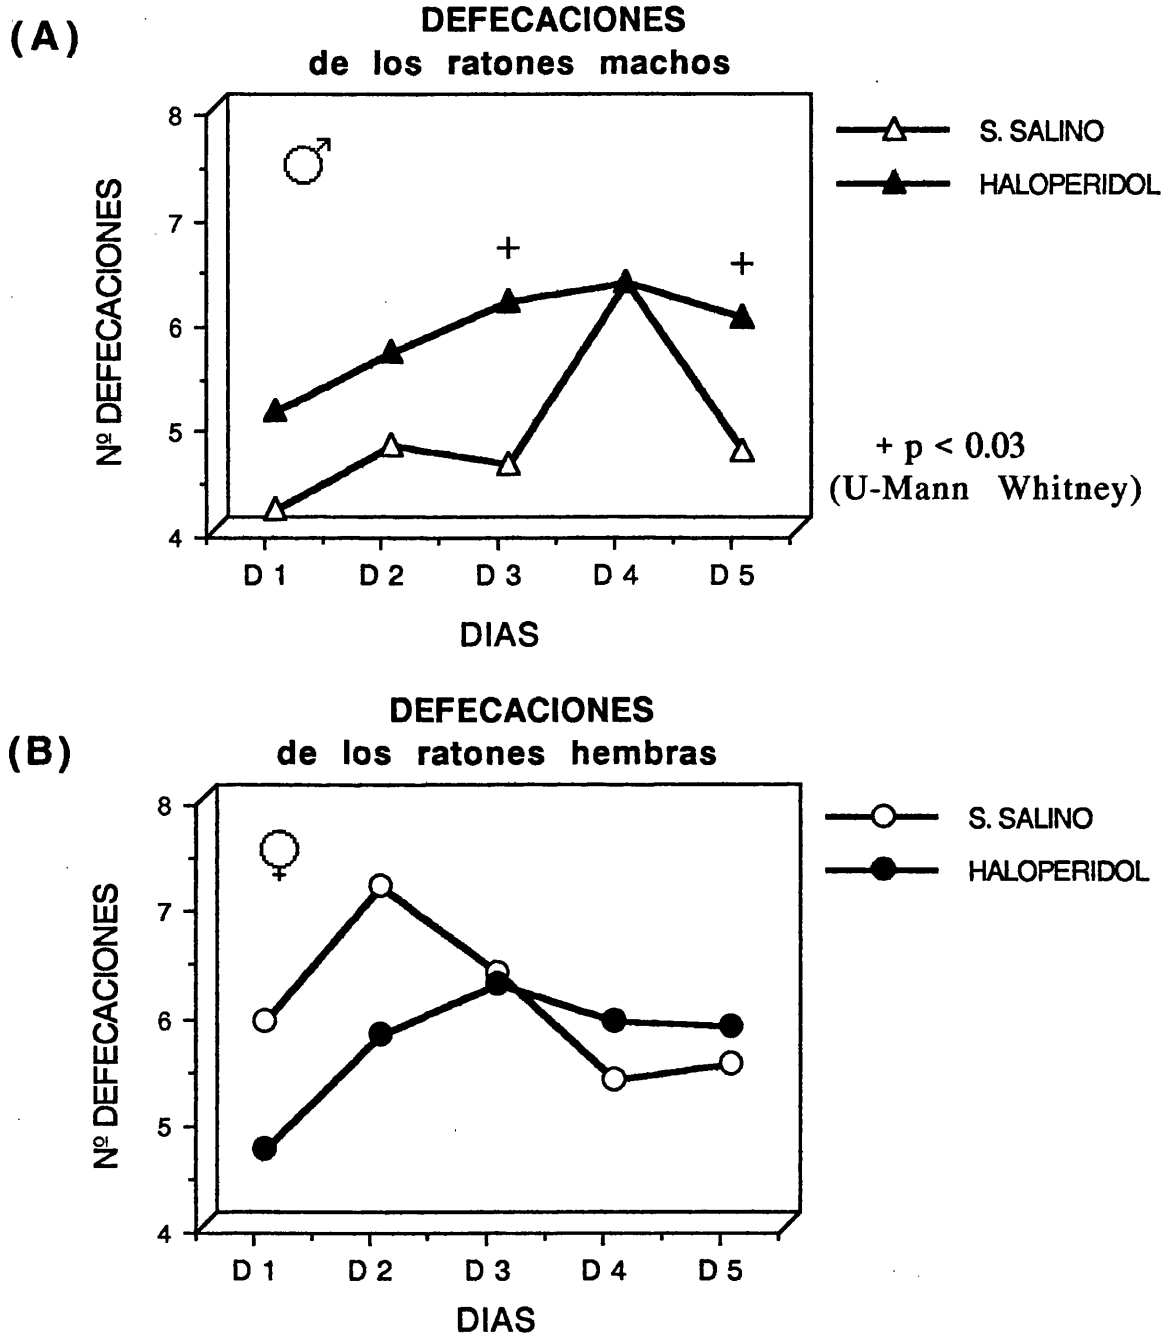 (A)
DEFECACIONES
de los ratones machos
8
7
6
5
4
Nº DEFECACIONES
♂
+
+
S. SALINO
HALOPERIDOL
+ p < 0.03
(U-Mann Whitney)
D 1 D 2 D 3 D 4 D 5
DIAS
(B)
DEFECACIONES
de los ratones hembras
8
7
6
5
4
Nº DEFECACIONES
♀
S. SALINO
HALOPERIDOL
D 1 D 2 D 3 D 4 D 5
DIAS